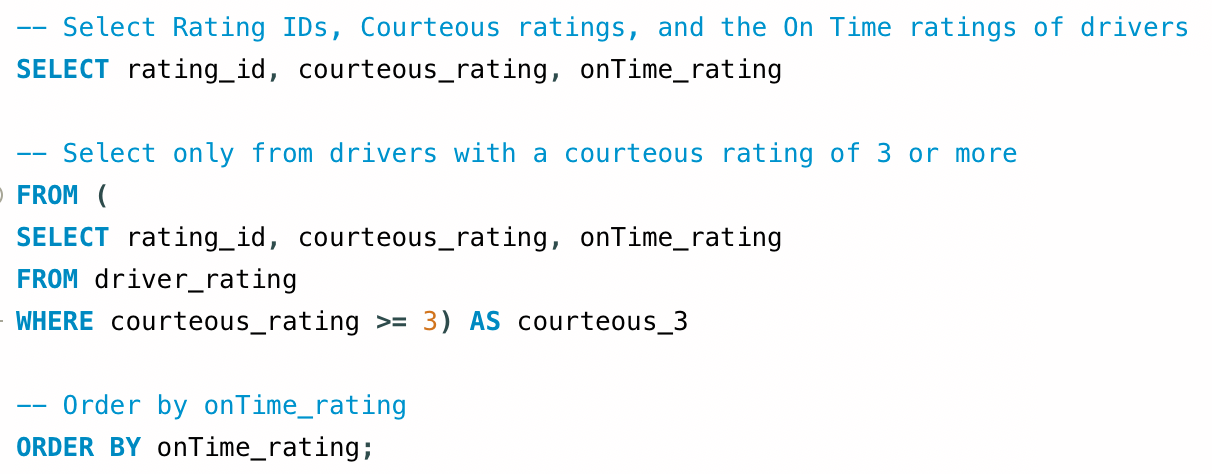 -- Select Rating IDs, Courteous ratings, and the On Time ratings of drivers
SELECT rating_id, courteous_rating, onTime_rating
-- Select only from drivers with a courteous rating of 3 or more
FROM (
SELECT rating_id, courteous_rating, onTime_rating
FROM driver_rating
WHERE courteous_rating >= 3) AS courteous_3
-- Order by onTime_rating
ORDER BY onTime_rating;